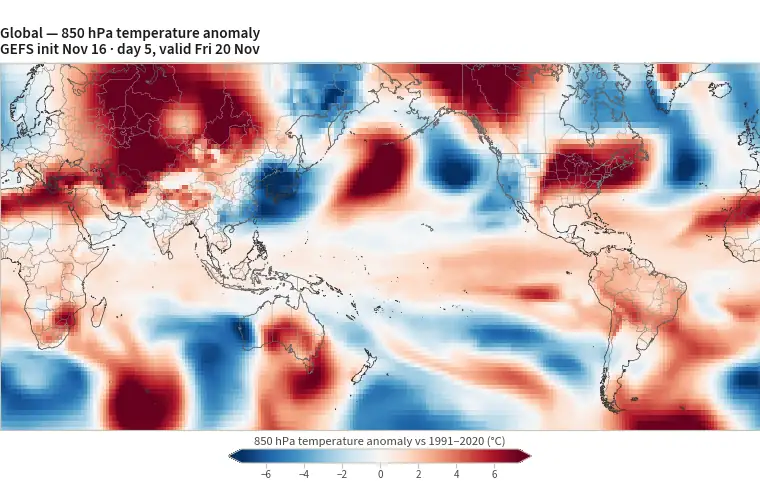 Global — 850 hPa temperature anomaly
GEFS init Nov 16 · day 5, valid Fri 20 Nov
850 hPa temperature anomaly vs 1991–2020 (°C)
−6 −4 −2 0 2 4 6